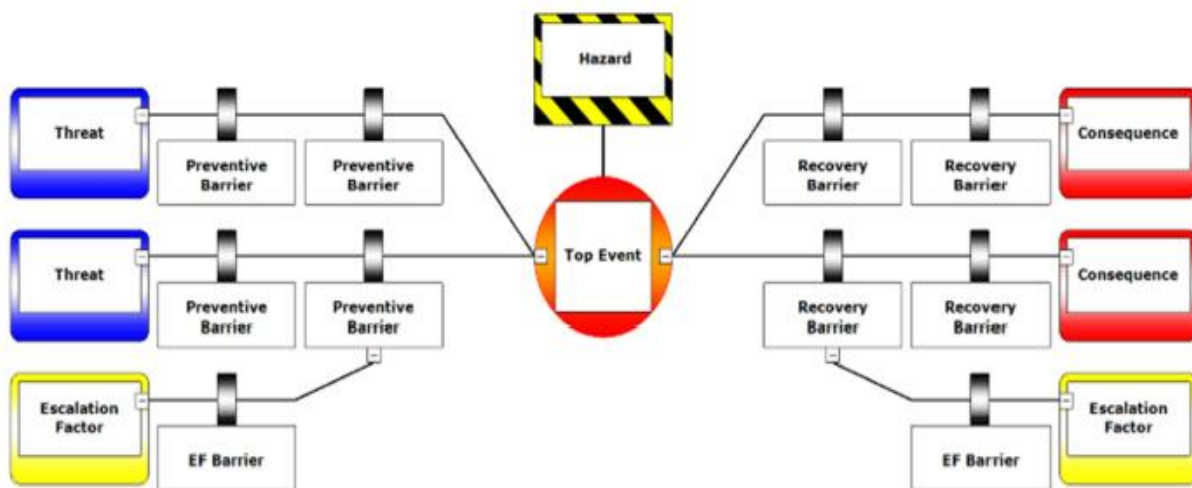 Hazard
Threat
Preventive
Barrier
Preventive
Barrier
Recovery
Barrier
Recovery
Barrier
Consequence
Top Event
Threat
Preventive
Barrier
Preventive
Barrier
Recovery
Barrier
Recovery
Barrier
Consequence
Escalation
Factor
EF Barrier
EF Barrier
Escalation
Factor